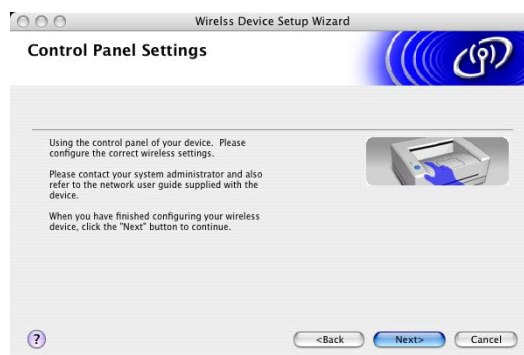 Wirelss Device Setup Wizard
Control Panel Settings
Using the control panel of your device. Please
configure the correct wireless settings.
Please contact your system administrator and also
refer to the network user guide supplied with the
device.
When you have finished configuring your wireless
device, click the "Next" button to continue.
?
<Back Next> Cancel